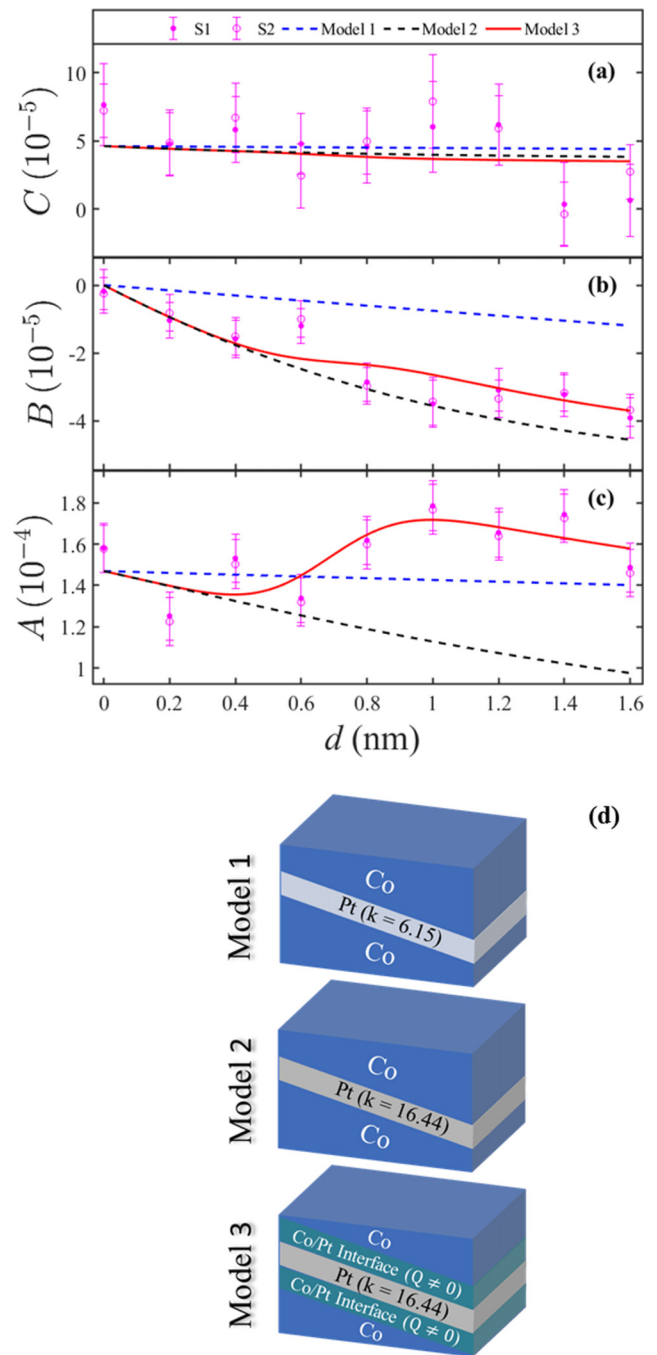 S1 S2 Model 1 Model 2 Model 3
(a)
10
5
0
C (10⁻⁵)
(b)
0
-2
-4
B (10⁻⁵)
(c)
1.8
1.6
1.4
1.2
1
A (10⁻⁴)
0 0.2 0.4 0.6 0.8 1 1.2 1.4 1.6
d (nm)
(d)
Model 1
Co
Pt (k = 6.15)
Co
Model 2
Co
Pt (k = 16.44)
Co
Model 3
Co
Co/Pt Interface (Q ≠ 0)
Pt (k = 16.44)
Co/Pt Interface (Q ≠ 0)
Co